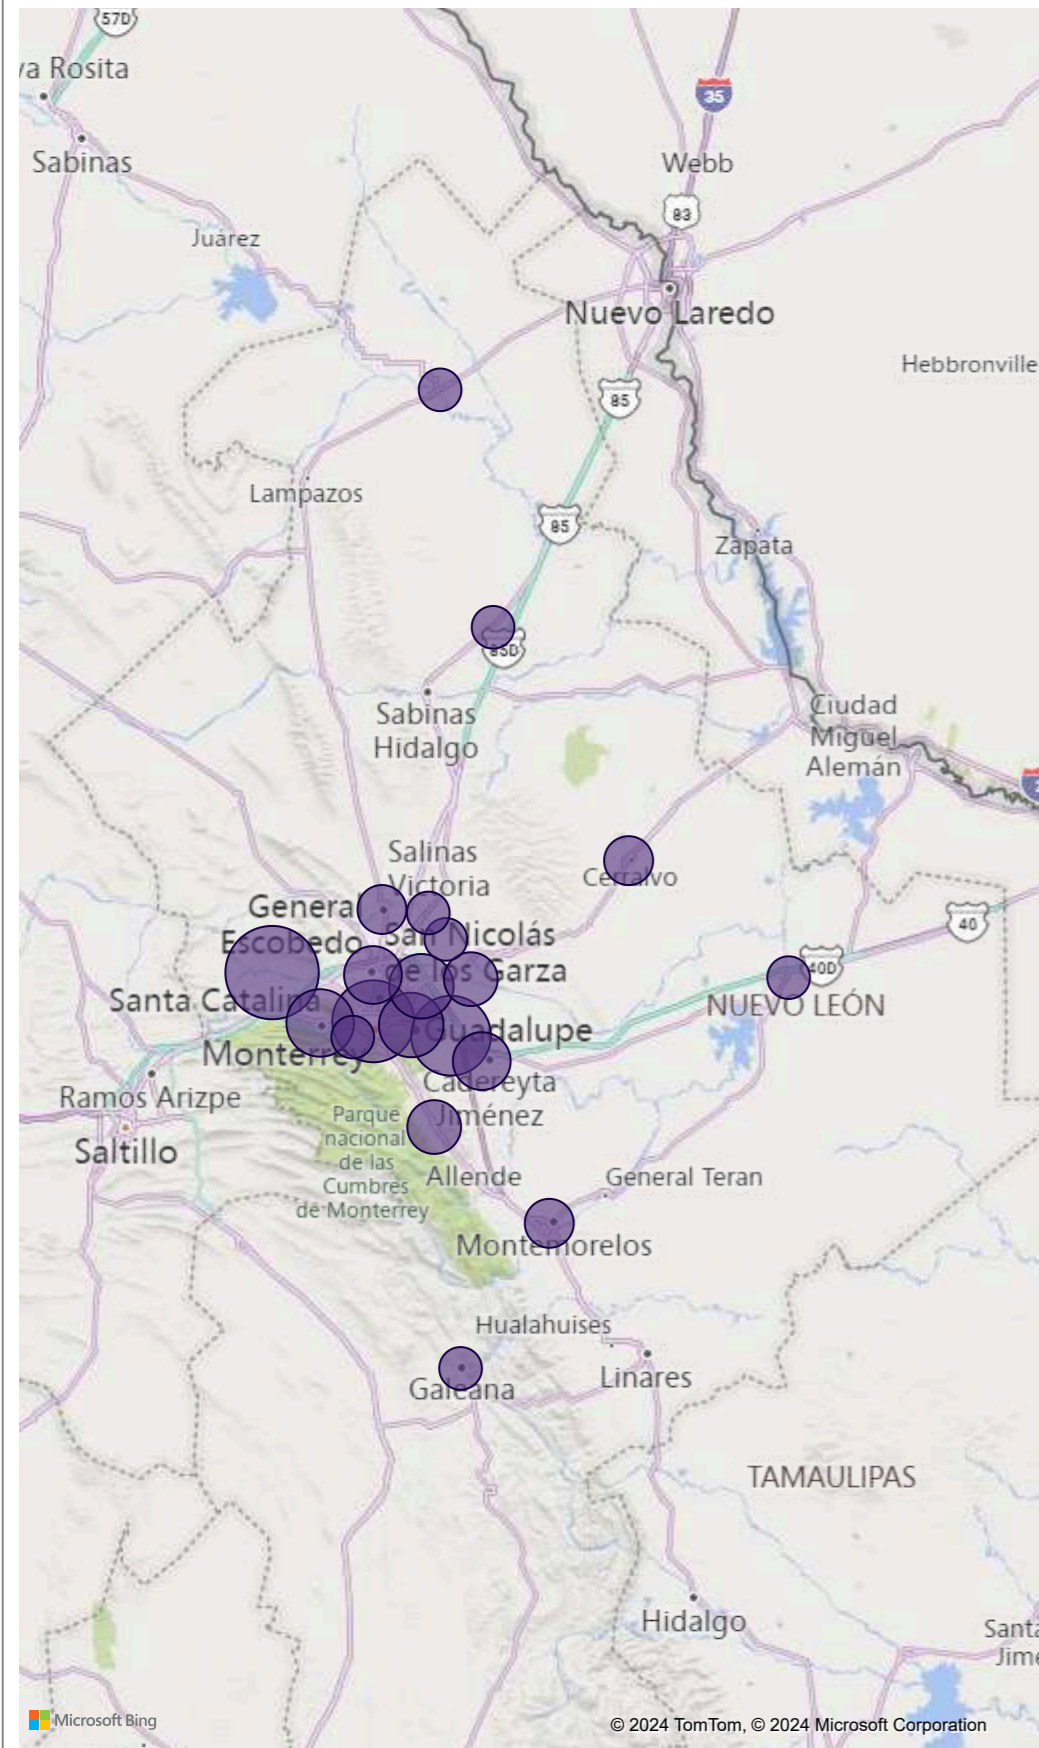 57D
va Rosita
35
Sabinas
Webb
83
Juarez
Nuevo Laredo
Hebbronville
85
Lampazos
85
Zapata
85D
Sabinas
Hidalgo
Ciudad
Miguel
Alemán
Salinas
Victoria
Cerralvo
General
Escobedo
San Nicolás
de los Garza
40
40D
Santa Catalina
NUEVO LEÓN
Guadalupe
Monterrey
Cadereyta
Jiménez
Ramos Arizpe
Saltillo
Parque
nacional
de las
Cumbres
de Monterrey
Allende
General Teran
Montemorelos
Hualahuises
Linares
Galeana
TAMAULIPAS
Hidalgo
Santa
Jime
Microsoft Bing
© 2024 TomTom, © 2024 Microsoft Corporation